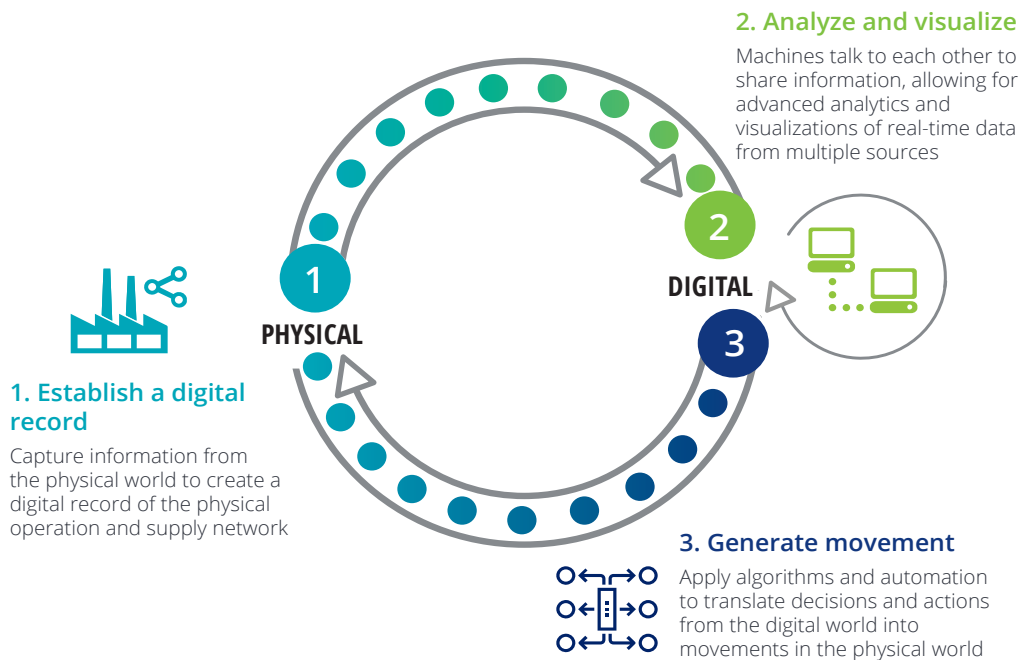 2. Analyze and visualize
Machines talk to each other to
share information, allowing for
advanced analytics and
visualizations of real-time data
from multiple sources
2
1
DIGITAL
PHYSICAL
3
1. Establish a digital
record
Capture information from
the physical world to create a
digital record of the physical
operation and supply network
3. Generate movement
Apply algorithms and automation
to translate decisions and actions
from the digital world into
movements in the physical world